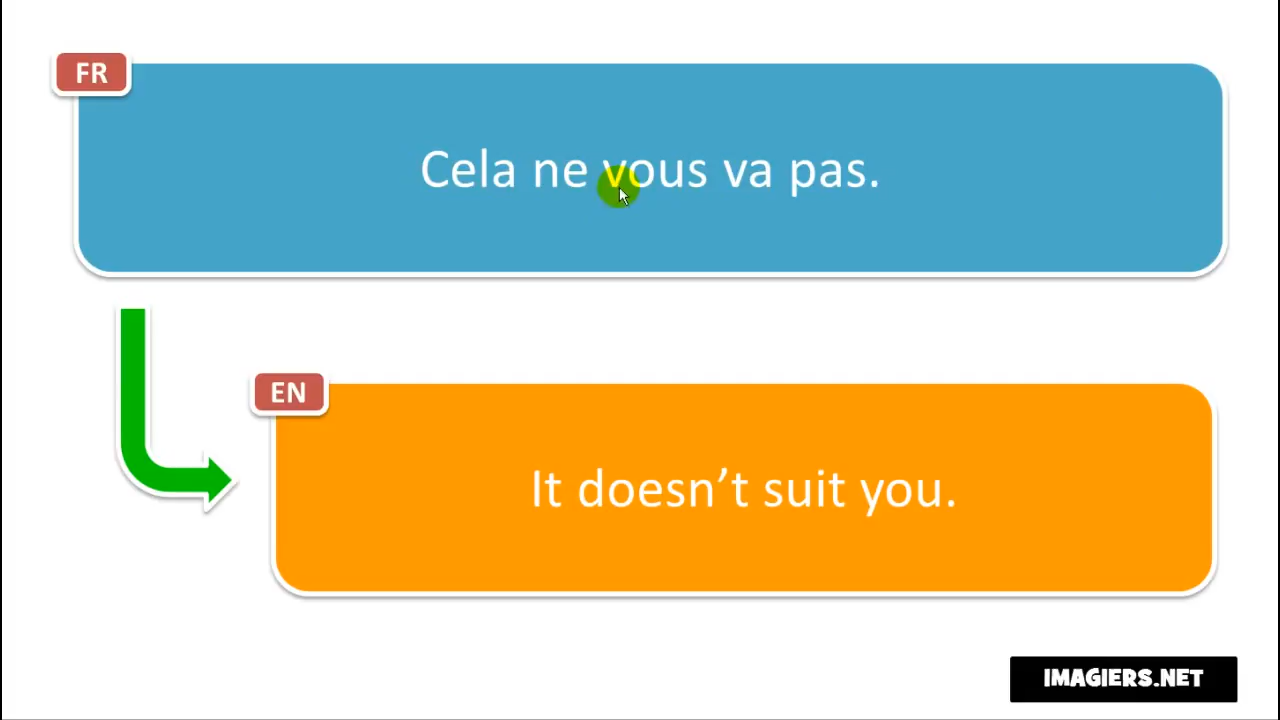 FR
Cela ne vous va pas.
EN
It doesn’t suit you.
IMAGIERS.NET